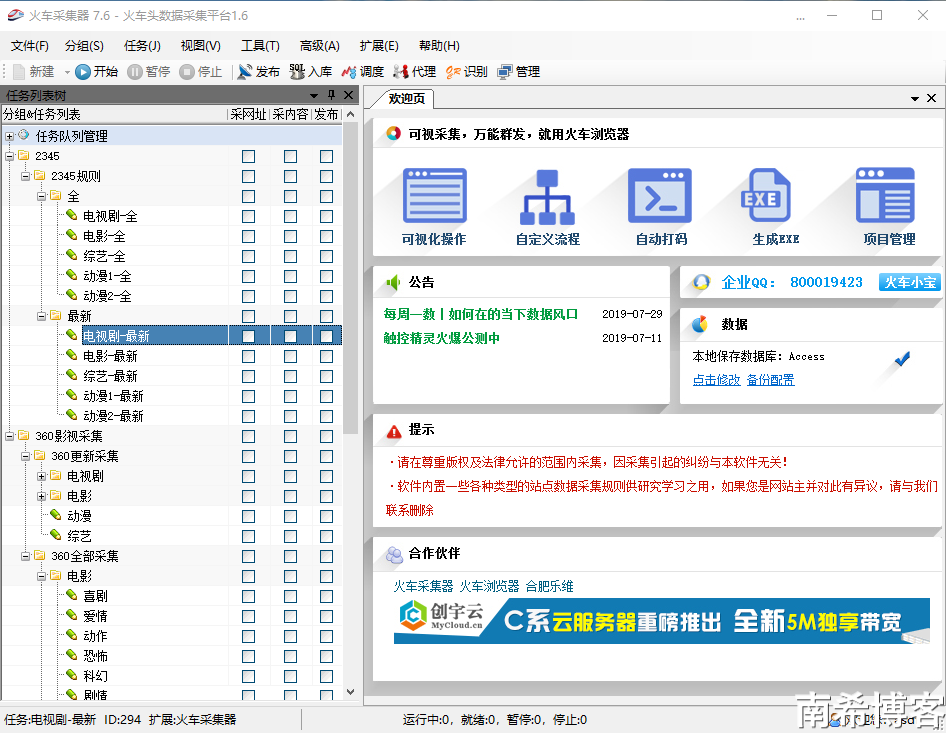 火车采集器 7.6 - 火车头数据采集平台1.6
文件(F) 分组(S) 任务(J) 视图(V) 工具(T) 高级(A) 扩展(E) 帮助(H)
新建 开始 暂停 停止 发布 入库 调度 代理 识别 管理
任务列表树
分组&任务列表 采网址 采内容 发布
任务队列管理
2345
2345规则
全
电视剧-全
电影-全
综艺-全
动漫1-全
动漫2-全
最新
电视剧-最新
电影-最新
综艺-最新
动漫1-最新
动漫2-最新
360影视采集
360更新采集
电视剧
电影
动漫
综艺
360全部采集
电影
喜剧
爱情
动作
恐怖
科幻
剧情
欢迎页
可视采集，万能群发，就用火车浏览器
可视化操作 自定义流程 自动打码 生成EXE 项目管理
公告
每周一数丨如何在的当下数据风口 2019-07-29
触控精灵火爆公测中 2019-07-11
企业QQ： 800019423 火车小宝
数据
本地保存数据库：Access
点击修改 备份配置
提示
·请在尊重版权及法律允许的范围内采集，因采集引起的纠纷与本软件无关！
·软件内置一些各种类型的站点数据采集规则供研究学习之用，如果您是网站主并对此有异议，请与我们
联系删除
合作伙伴
火车采集器 火车浏览器 合肥乐维
创宇云 MyCloud.cn C系云服务器重磅推出 全新5M独享带宽
任务:电视剧-最新 ID:294 扩展:火车采集器
运行中:0, 就绪:0, 暂停:0, 停止:0
南希博客